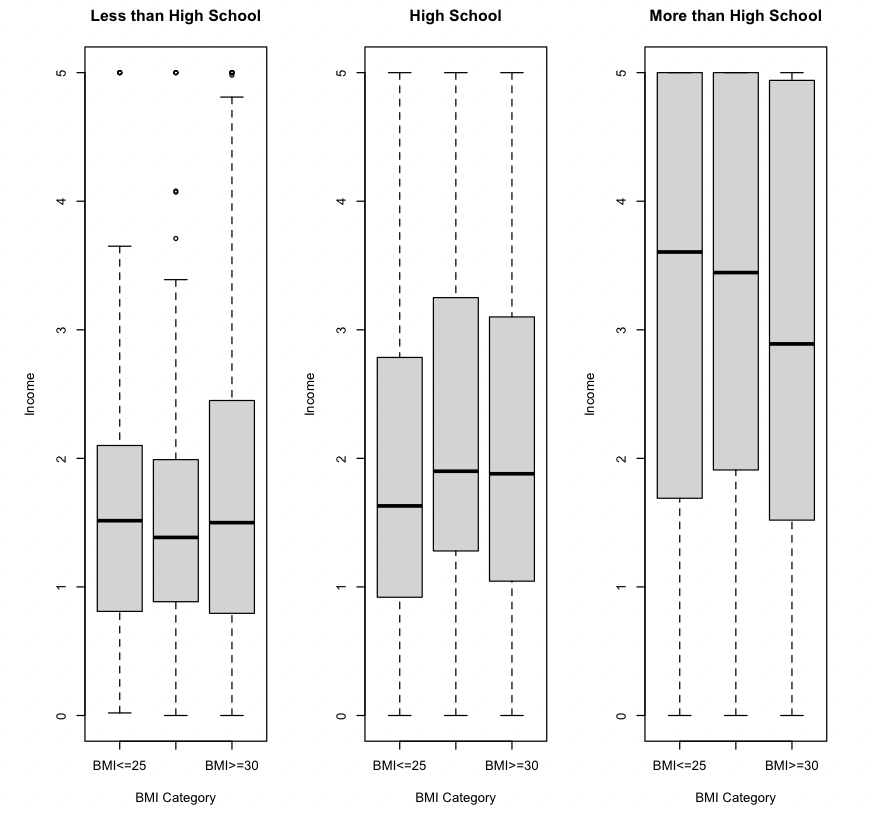 Less than High School
Income
5
4
3
2
1
0
BMI<=25 BMI>=30
BMI Category
High School
Income
5
4
3
2
1
0
BMI<=25 BMI>=30
BMI Category
More than High School
Income
5
4
3
2
1
0
BMI<=25 BMI>=30
BMI Category